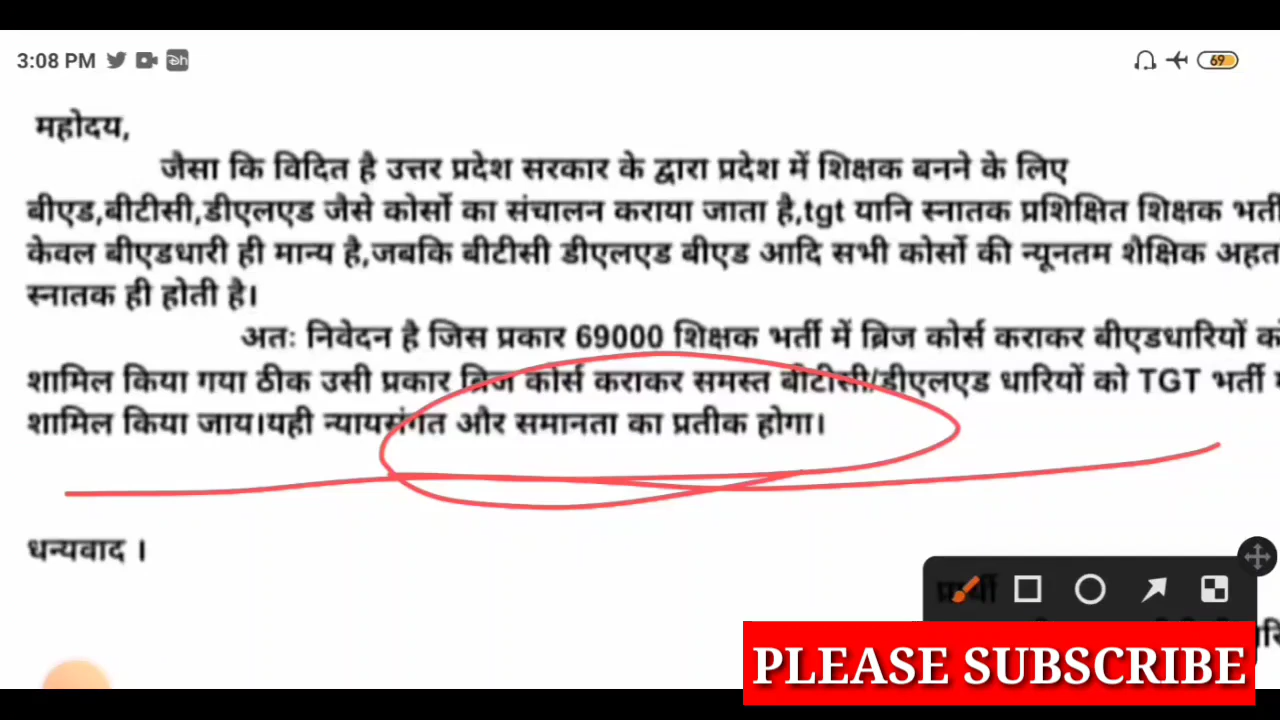 3:08 PM
69
महोदय,
जैसा कि विदित है उत्तर प्रदेश सरकार के द्वारा प्रदेश में शिक्षक बनने के लिए
बीएड,बीटीसी,डीएलएड जैसे कोर्सो का संचालन कराया जाता है,tgt यानि स्नातक प्रशिक्षित शिक्षक भर्ती
केवल बीएडधारी ही मान्य है,जबकि बीटीसी डीएलएड बीएड आदि सभी कोर्सो की न्यूनतम शैक्षिक अहत
स्नातक ही होती है।
अतः निवेदन है जिस प्रकार 69000 शिक्षक भर्ती में ब्रिज कोर्स कराकर बीएडधारियों को
शामिल किया गया ठीक उसी प्रकार ब्रिज कोर्स कराकर समस्त बीटीसी/डीएलएड धारियों को TGT भर्ती
शामिल किया जाय।यही न्यायसंगत और समानता का प्रतीक होगा।
धन्यवाद ।
PLEASE SUBSCRIBE